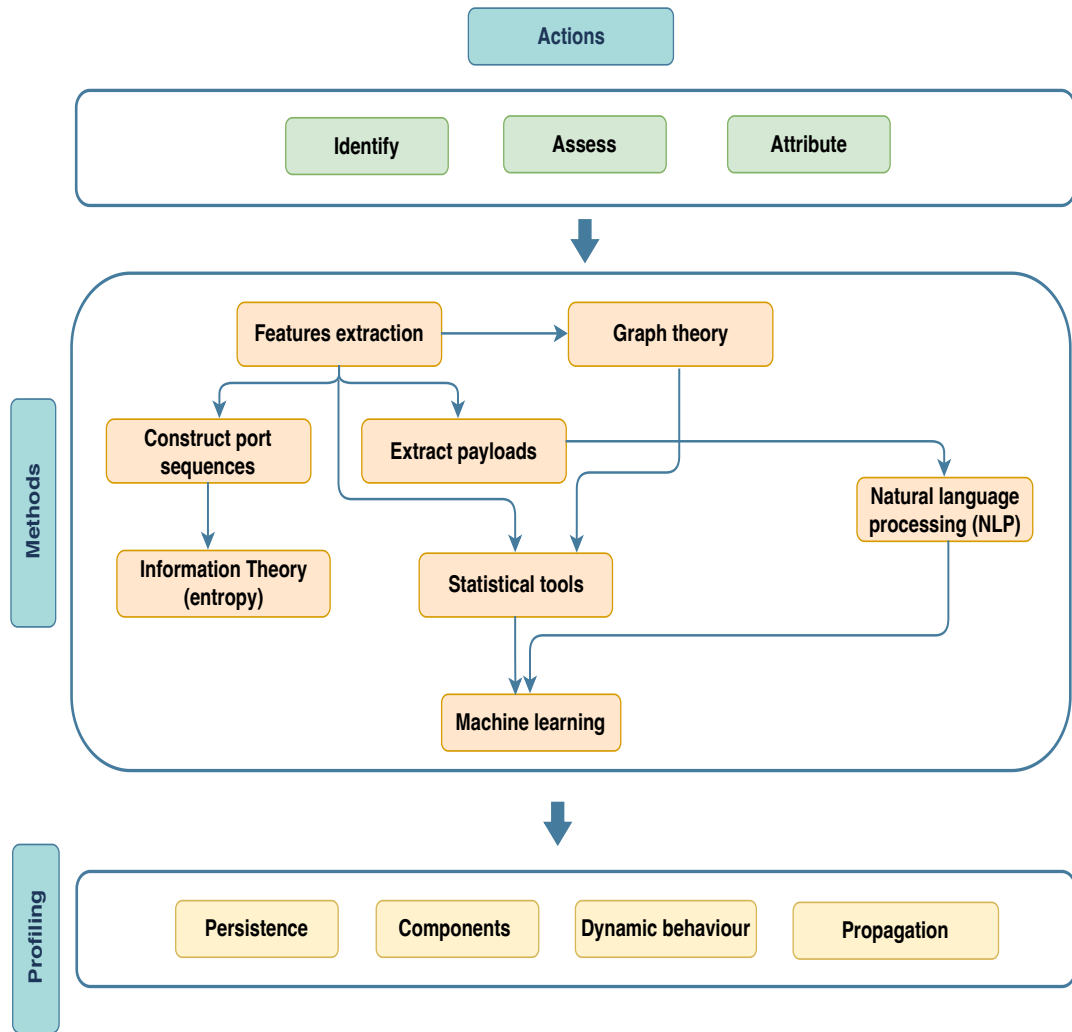 Actions
Identify
Assess
Attribute
Methods
Features extraction
Graph theory
Construct port
sequences
Extract payloads
Natural language
processing (NLP)
Information Theory
(entropy)
Statistical tools
Machine learning
Profiling
Persistence
Components
Dynamic behaviour
Propagation